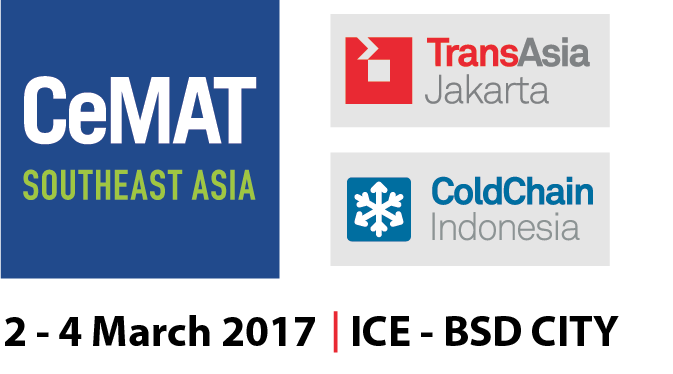 CeMAT
SOUTHEAST ASIA
TransAsia
Jakarta
ColdChain
Indonesia
2 - 4 March 2017 | ICE - BSD CITY